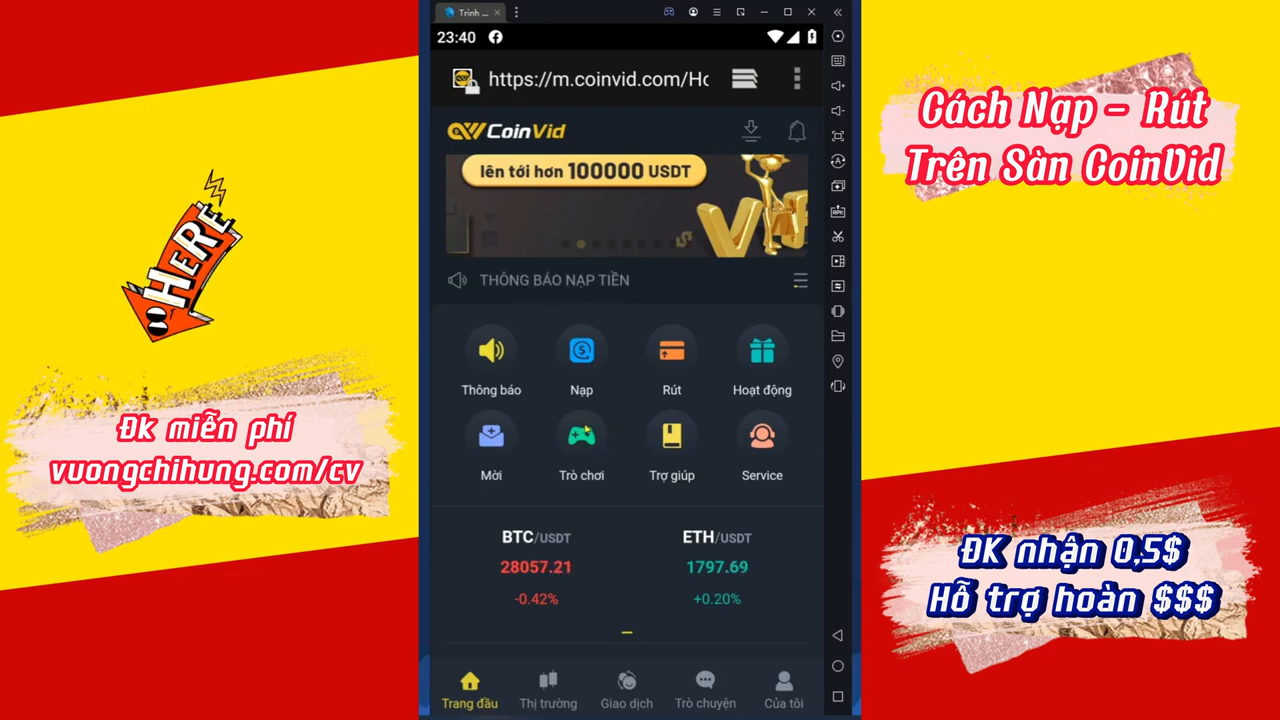 Trình ...
23:40
https://m.coinvid.com/Ho
CoinVid
lên tới hơn 100000 USDT
THÔNG BÁO NẠP TIỀN
Thông báo
Nạp
Rút
Hoạt động
Mời
Trò chơi
Trợ giúp
Service
BTC/USDT
ETH/USDT
28057.21
1797.69
-0.42%
+0.20%
Trang đầu
Thị trường
Giao dịch
Trò chuyện
Của tôi
HERE
Đk miễn phí
vuongchihung.com/cv
Cách Nạp - Rút
Trên Sàn CoinVid
ĐK nhận 0,5$
Hỗ trợ hoàn $$$